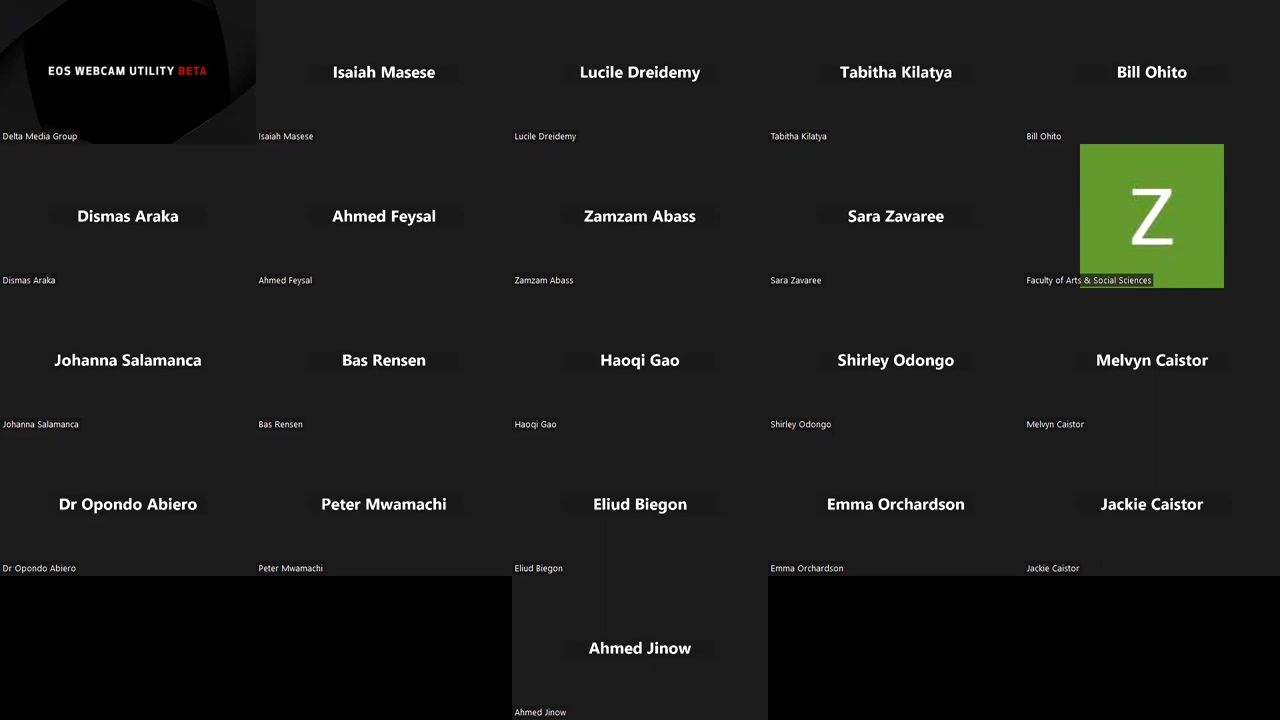 EOS WEBCAM UTILITY BETA
Delta Media Group
Isaiah Masese
Isaiah Masese
Lucile Dreidemy
Lucile Dreidemy
Tabitha Kilatya
Tabitha Kilatya
Bill Ohito
Bill Ohito
Dismas Araka
Dismas Araka
Ahmed Feysal
Ahmed Feysal
Zamzam Abass
Zamzam Abass
Sara Zavaree
Sara Zavaree
Z
Faculty of Arts & Social Sciences
Johanna Salamanca
Johanna Salamanca
Bas Rensen
Bas Rensen
Haoqi Gao
Haoqi Gao
Shirley Odongo
Shirley Odongo
Melvyn Caistor
Melvyn Caistor
Dr Opondo Abiero
Dr Opondo Abiero
Peter Mwamachi
Peter Mwamachi
Eliud Biegon
Eliud Biegon
Emma Orchardson
Emma Orchardson
Jackie Caistor
Jackie Caistor
Ahmed Jinow
Ahmed Jinow